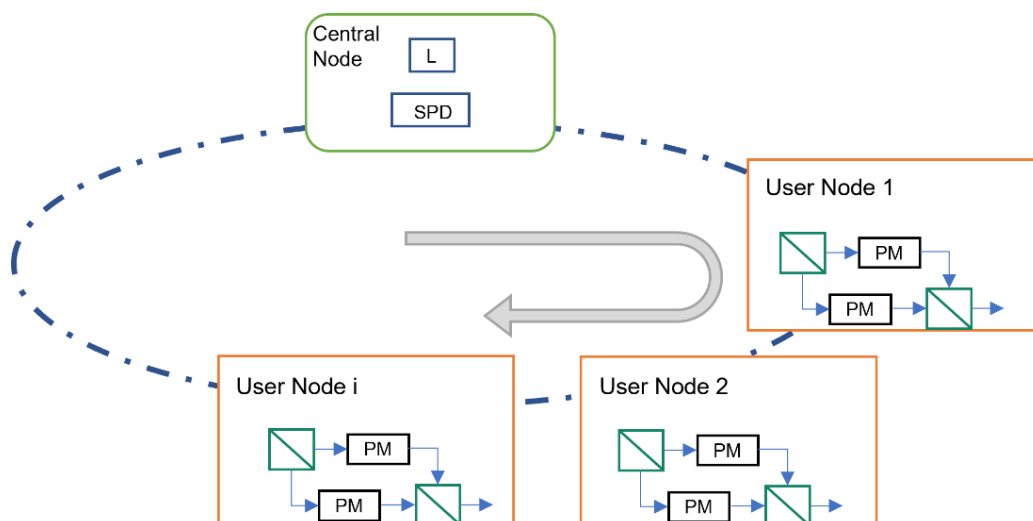 Central
Node
L
SPD
User Node 1
PM
PM
User Node i
PM
PM
User Node 2
PM
PM